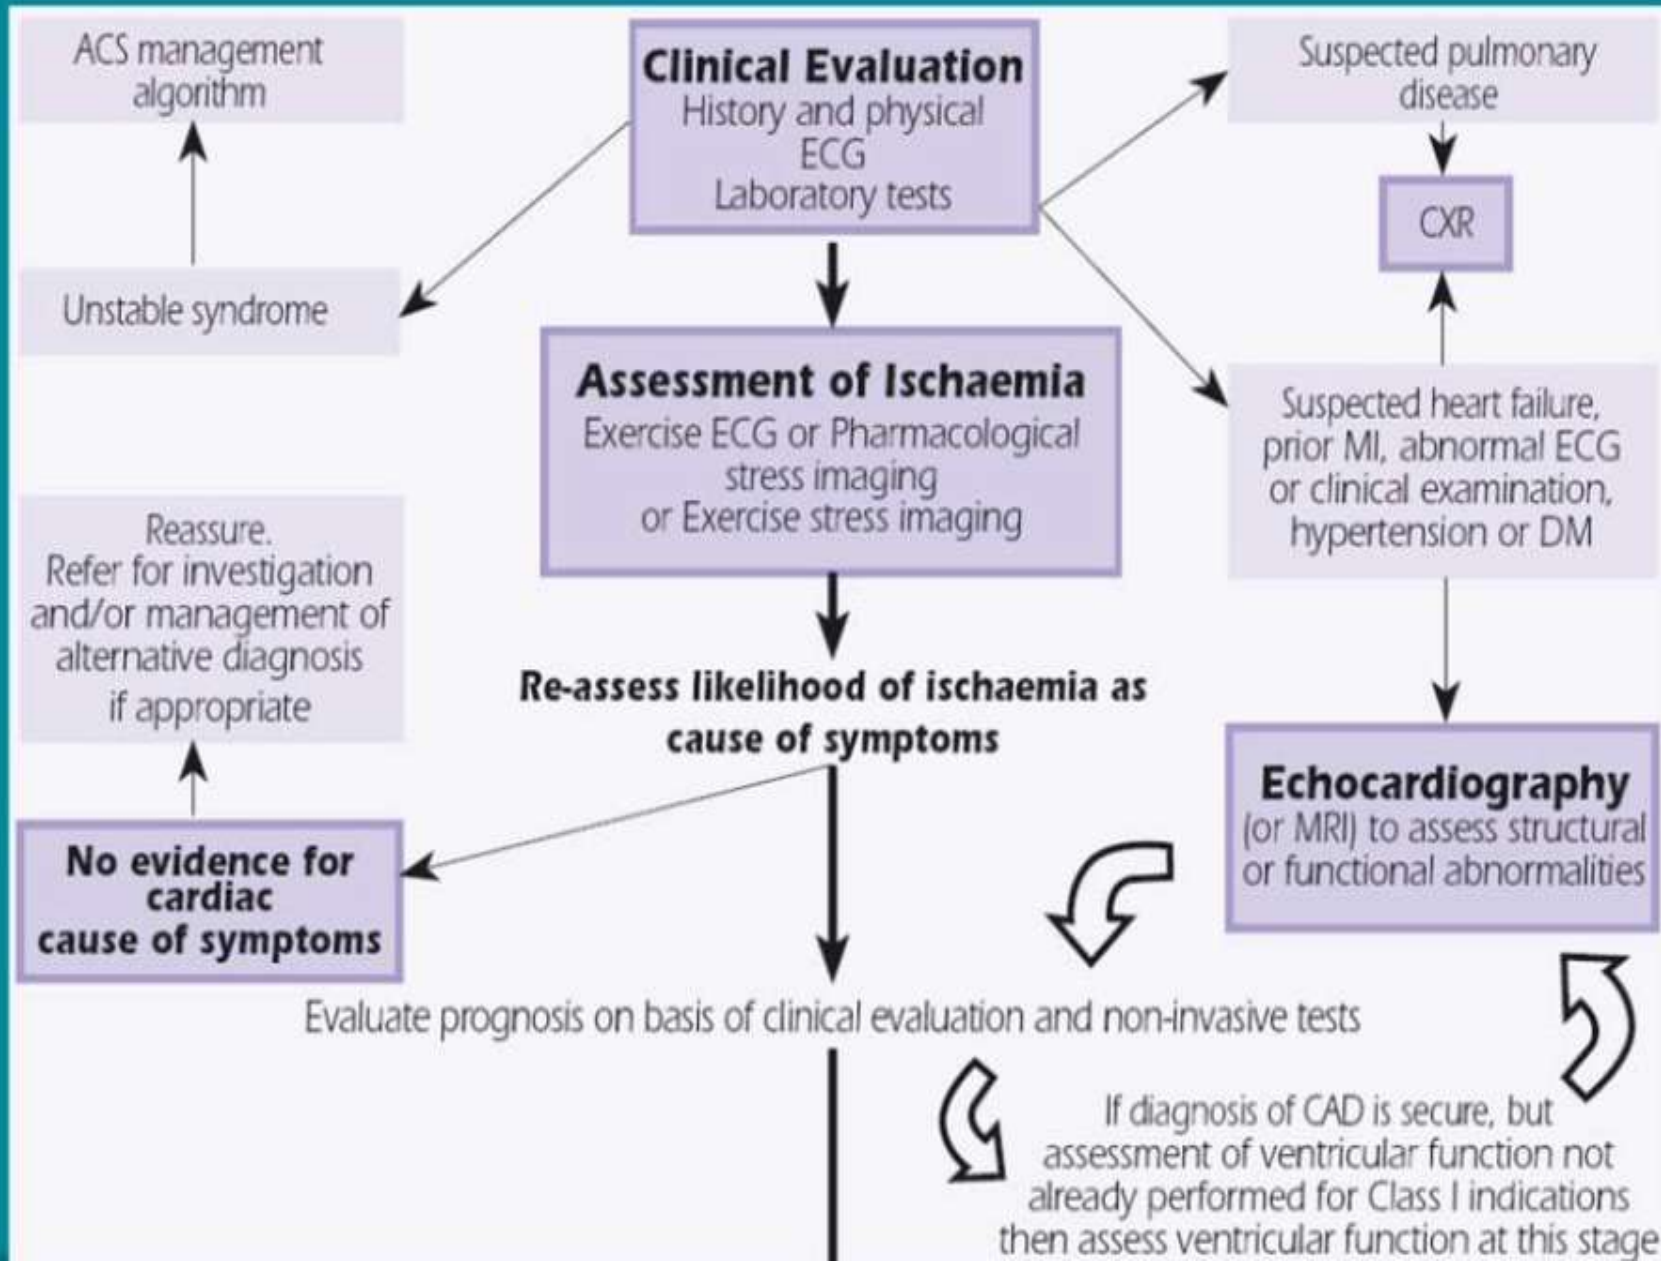 ACS management
algorithm
Clinical Evaluation
History and physical
ECG
Laboratory tests
Suspected pulmonary
disease
CXR
Unstable syndrome
Assessment of Ischaemia
Exercise ECG or Pharmacological
stress imaging
or Exercise stress imaging
Suspected heart failure,
prior MI, abnormal ECG
or clinical examination,
hypertension or DM
Reassure.
Refer for investigation
and/or management of
alternative diagnosis
if appropriate
Re-assess likelihood of ischaemia as
cause of symptoms
Echocardiography
(or MRI) to assess structural
or functional abnormalities
No evidence for
cardiac
cause of symptoms
Evaluate prognosis on basis of clinical evaluation and non-invasive tests
If diagnosis of CAD is secure, but
assessment of ventricular function not
already performed for Class I indications
then assess ventricular function at this stage